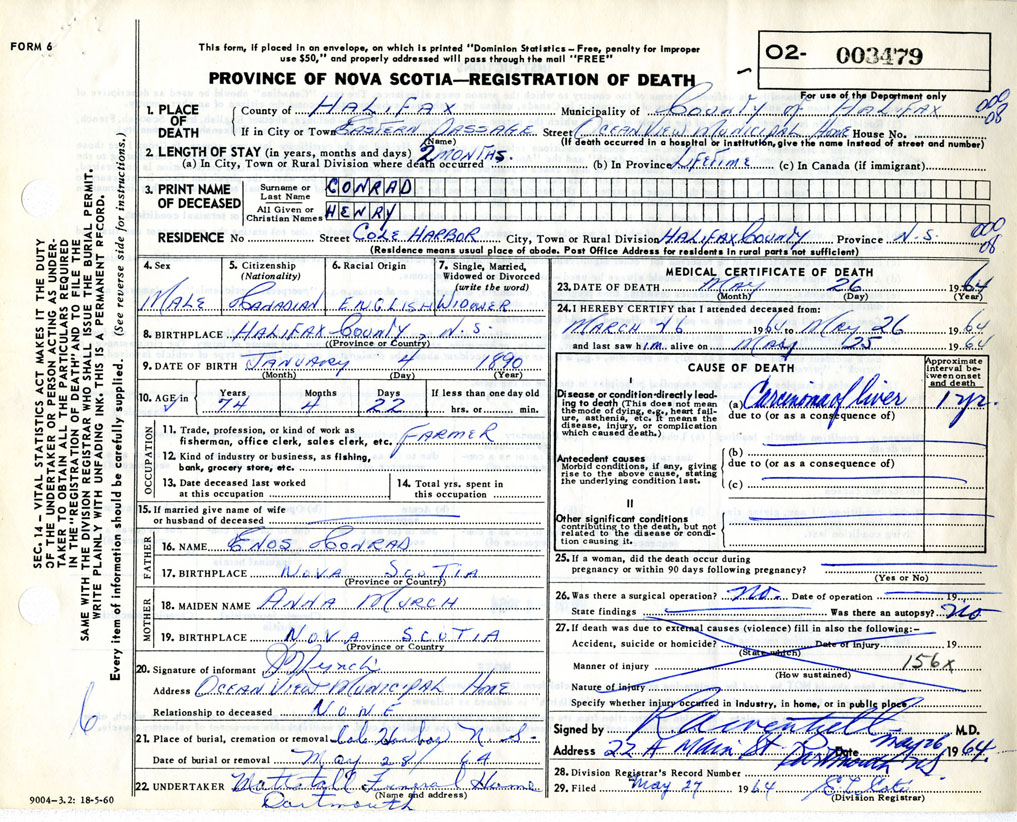 FORM 6
This form, if placed in an envelope, on which is printed "Dominion Statistics – Free, penalty for improper
use $50," and properly addressed will pass through the mail "FREE"
PROVINCE OF NOVA SCOTIA—REGISTRATION OF DEATH
02- 003479
For use of the Department only
000
08
1. PLACE OF DEATH
County of HALIFAX Municipality of County of Halifax
If in City or Town EASTERN PASSAGE Street OCEAN VIEW MUNICIPAL HOME House No.
(Name) (If death occurred in a hospital or institution, give the name instead of street and number)
2. LENGTH OF STAY (in years, months and days) 2 MONTHS.
(a) In City, Town or Rural Division where death occurred (b) In Province LIFETIME (c) In Canada (if immigrant)
3. PRINT NAME OF DECEASED
Surname or Last Name CONRAD
All Given or Christian Names HENRY
000
08
RESIDENCE No Street COLE HARBOR City, Town or Rural Division HALIFAX COUNTY Province N.S.
(Residence means usual place of abode. Post Office Address for residents in rural parts not sufficient)
4. Sex MALE
5. Citizenship (Nationality) CANADIAN
6. Racial Origin ENGLISH
7. Single, Married, Widowed or Divorced (write the word) WIDOWER
8. BIRTHPLACE HALIFAX COUNTY, N.S.
(Province or Country)
9. DATE OF BIRTH JANUARY 4 1890
(Month) (Day) (Year)
10. AGE in Years Months Days If less than one day old
74 4 22 hrs. or min.
OCCUPATION
11. Trade, profession, or kind of work as
fisherman, office clerk, sales clerk, etc. FARMER
12. Kind of industry or business, as fishing,
bank, grocery store, etc.
13. Date deceased last worked
at this occupation
14. Total yrs. spent in
this occupation
15. If married give name of wife
or husband of deceased
FATHER
16. NAME ENOS CONRAD
17. BIRTHPLACE NOVA SCOTIA
(Province or Country)
MOTHER
18. MAIDEN NAME ANNA MURCH
19. BIRTHPLACE NOVA SCOTIA
Province or Country
20. Signature of informant Lynch
Address OCEAN VIEW MUNICIPAL HOME
Relationship to deceased NONE
21. Place of burial, cremation or removal Cole Harbor N.S.
Date of burial or removal May 28/64
22. UNDERTAKER Mattatall Funeral Home
(Name and address)
Dartmouth
9004-3.2: 18-5-60
MEDICAL CERTIFICATE OF DEATH
23. DATE OF DEATH MAY 26 1964
(Month) (Day) (Year)
24. I HEREBY CERTIFY that I attended deceased from:
MARCH 26 1964 to MAY 26 1964
and last saw him alive on MAY 25 1964
CAUSE OF DEATH
Approximate interval between onset and death
I
Disease or condition directly leading to death (This does not mean the mode of dying, e.g., heart failure, asthenia, etc. It means the disease, injury, or complication which caused death.)
(a) Carcinoma of liver 1 yr.
due to (or as a consequence of)
Antecedent causes
Morbid conditions, if any, giving rise to the above cause, stating the underlying condition last.
(b)
due to (or as a consequence of)
(c)
II
Other significant conditions
contributing to the death, but not related to the disease or condition causing it.
25. If a woman, did the death occur during
pregnancy or within 90 days following pregnancy?
(Yes or No)
26. Was there a surgical operation? no. Date of operation 19
State findings Was there an autopsy? No
27. If death was due to external causes (violence) fill in also the following:–
Accident, suicide or homicide? Date of injury 19
(State which)
Manner of injury 156x
(How sustained)
Nature of injury
Specify whether injury occurred in industry, in home, or in public place
Signed by M.D.
Address 22 A Main St Dartmouth NS Date May 26 1964.
28. Division Registrar's Record Number
29. Filed May 27 1964
(Division Registrar)
SEC. 14 – VITAL STATISTICS ACT MAKES IT THE DUTY
OF THE UNDERTAKER OR PERSON ACTING AS UNDER-
TAKER TO OBTAIN ALL THE PARTICULARS REQUIRED
IN THE "REGISTRATION OF DEATH" AND TO FILE THE
SAME WITH THE DIVISION REGISTRAR WHO SHALL ISSUE THE BURIAL PERMIT.
WRITE PLAINLY WITH UNFADING INK. THIS IS A PERMANENT RECORD.
Every item of information should be carefully supplied. (See reverse side for instructions.)
6